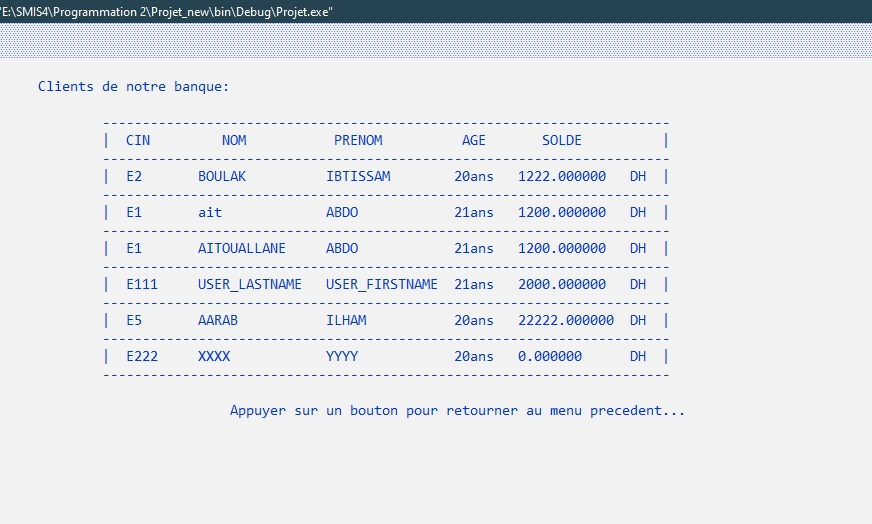 'E:\SMIS4\Programmation 2\Projet_new\bin\Debug\Projet.exe"
Clients de notre banque:
-----------------------------------------------------------------------
| CIN NOM PRENOM AGE SOLDE |
-----------------------------------------------------------------------
| E2 BOULAK IBTISSAM 20ans 1222.000000 DH |
-----------------------------------------------------------------------
| E1 ait ABDO 21ans 1200.000000 DH |
-----------------------------------------------------------------------
| E1 AITOUALLANE ABDO 21ans 1200.000000 DH |
-----------------------------------------------------------------------
| E111 USER_LASTNAME USER_FIRSTNAME 21ans 2000.000000 DH |
-----------------------------------------------------------------------
| E5 AARAB ILHAM 20ans 22222.000000 DH |
-----------------------------------------------------------------------
| E222 XXXX YYYY 20ans 0.000000 DH |
-----------------------------------------------------------------------
Appuyer sur un bouton pour retourner au menu precedent...